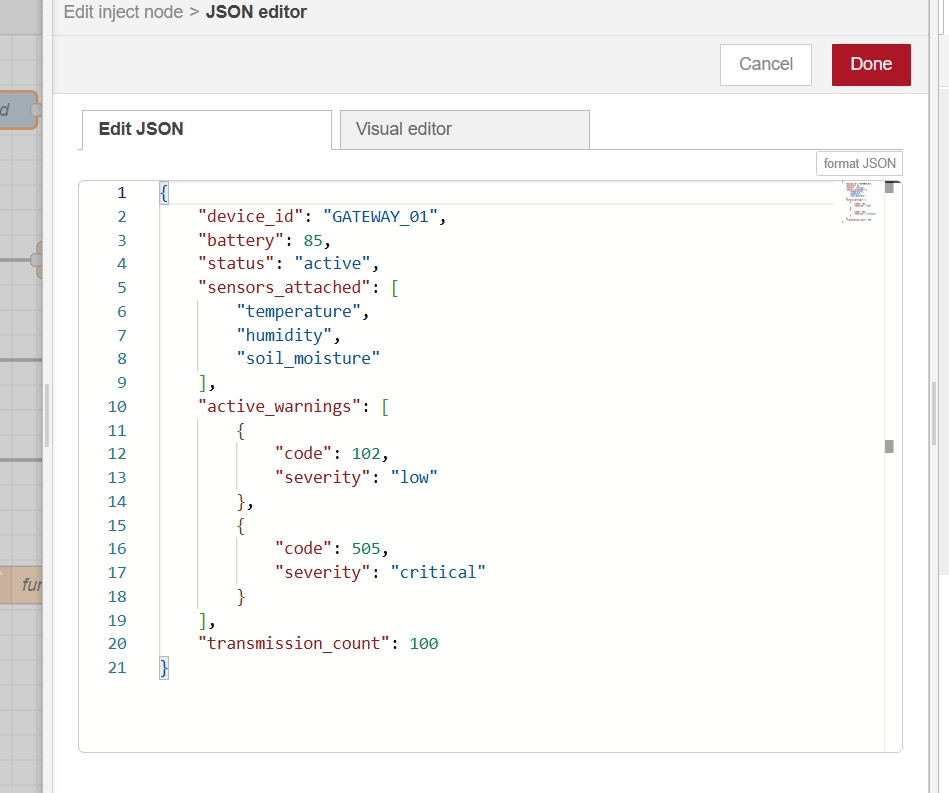 Edit inject node > JSON editor
Cancel
Done
d
Edit JSON
Visual editor
format JSON
1 {
2 "device_id": "GATEWAY_01",
3 "battery": 85,
4 "status": "active",
5 "sensors_attached": [
6 "temperature",
7 "humidity",
8 "soil_moisture"
9 ],
10 "active_warnings": [
11 {
12 "code": 102,
13 "severity": "low"
14 },
15 {
16 "code": 505,
17 "severity": "critical"
18 }
19 ],
20 "transmission_count": 100
21 }
fun